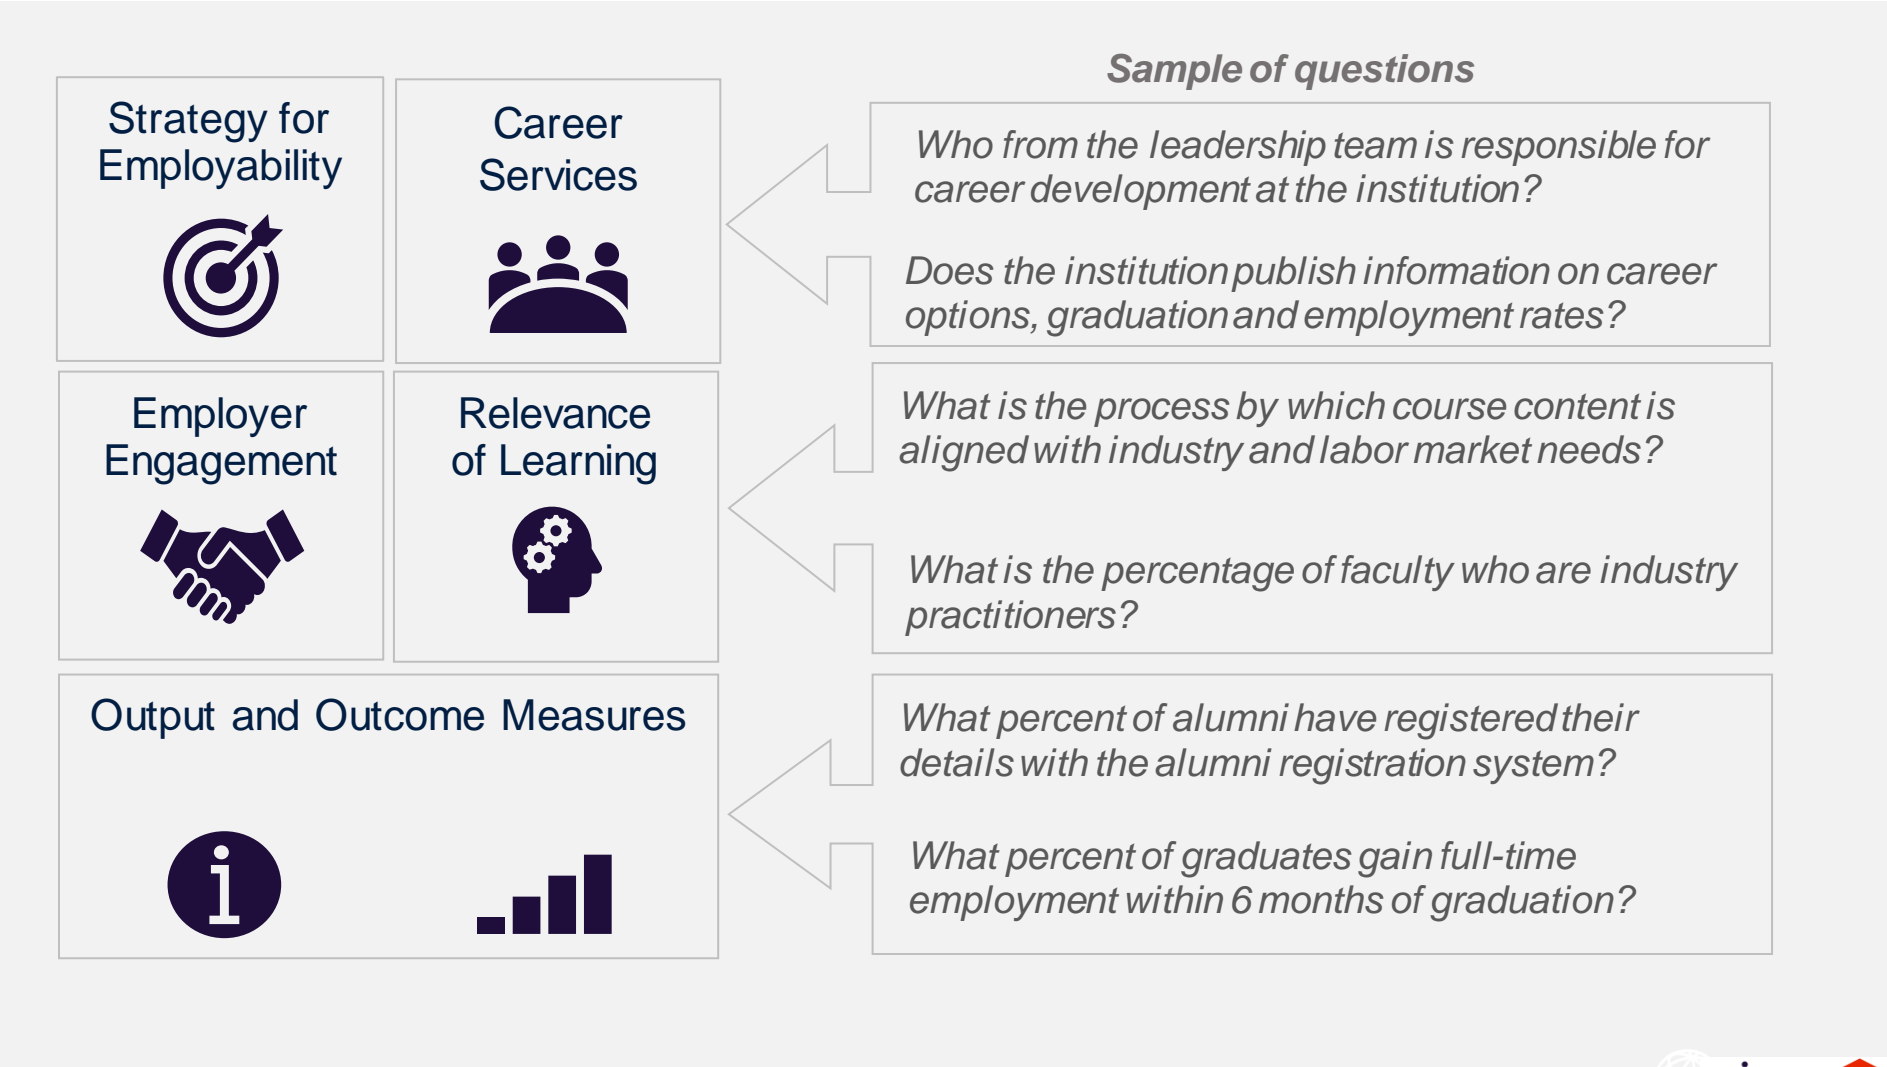 Sample of questions
Strategy for
Employability
Career
Services
Who from the leadership team is responsible for
career development at the institution?
Does the institution publish information on career
options, graduation and employment rates?
Employer
Engagement
Relevance
of Learning
What is the process by which course content is
aligned with industry and labor market needs?
What is the percentage of faculty who are industry
practitioners?
Output and Outcome Measures
What percent of alumni have registered their
details with the alumni registration system?
What percent of graduates gain full-time
employment within 6 months of graduation?